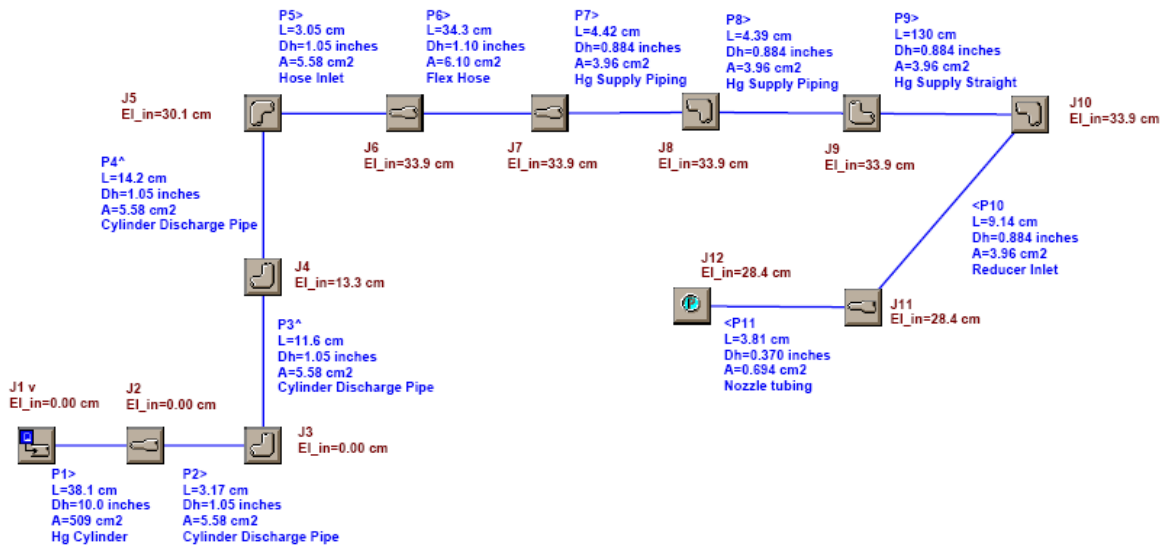 P5>
L=3.05 cm
Dh=1.05 inches
A=5.58 cm2
Hose Inlet
P6>
L=34.3 cm
Dh=1.10 inches
A=6.10 cm2
Flex Hose
P7>
L=4.42 cm
Dh=0.884 inches
A=3.96 cm2
Hg Supply Piping
P8>
L=4.39 cm
Dh=0.884 inches
A=3.96 cm2
Hg Supply Piping
P9>
L=130 cm
Dh=0.884 inches
A=3.96 cm2
Hg Supply Straight
J5
El_in=30.1 cm
J6
El_in=33.9 cm
J7
El_in=33.9 cm
J8
El_in=33.9 cm
J9
El_in=33.9 cm
J10
El_in=33.9 cm
P4^
L=14.2 cm
Dh=1.05 inches
A=5.58 cm2
Cylinder Discharge Pipe
<P10
L=9.14 cm
Dh=0.884 inches
A=3.96 cm2
Reducer Inlet
J4
El_in=13.3 cm
J12
El_in=28.4 cm
P
J11
El_in=28.4 cm
<P11
L=3.81 cm
Dh=0.370 inches
A=0.694 cm2
Nozzle tubing
P3^
L=11.6 cm
Dh=1.05 inches
A=5.58 cm2
Cylinder Discharge Pipe
J1 v
El_in=0.00 cm
J2
El_in=0.00 cm
J3
El_in=0.00 cm
Q
P1>
L=38.1 cm
Dh=10.0 inches
A=509 cm2
Hg Cylinder
P2>
L=3.17 cm
Dh=1.05 inches
A=5.58 cm2
Cylinder Discharge Pipe